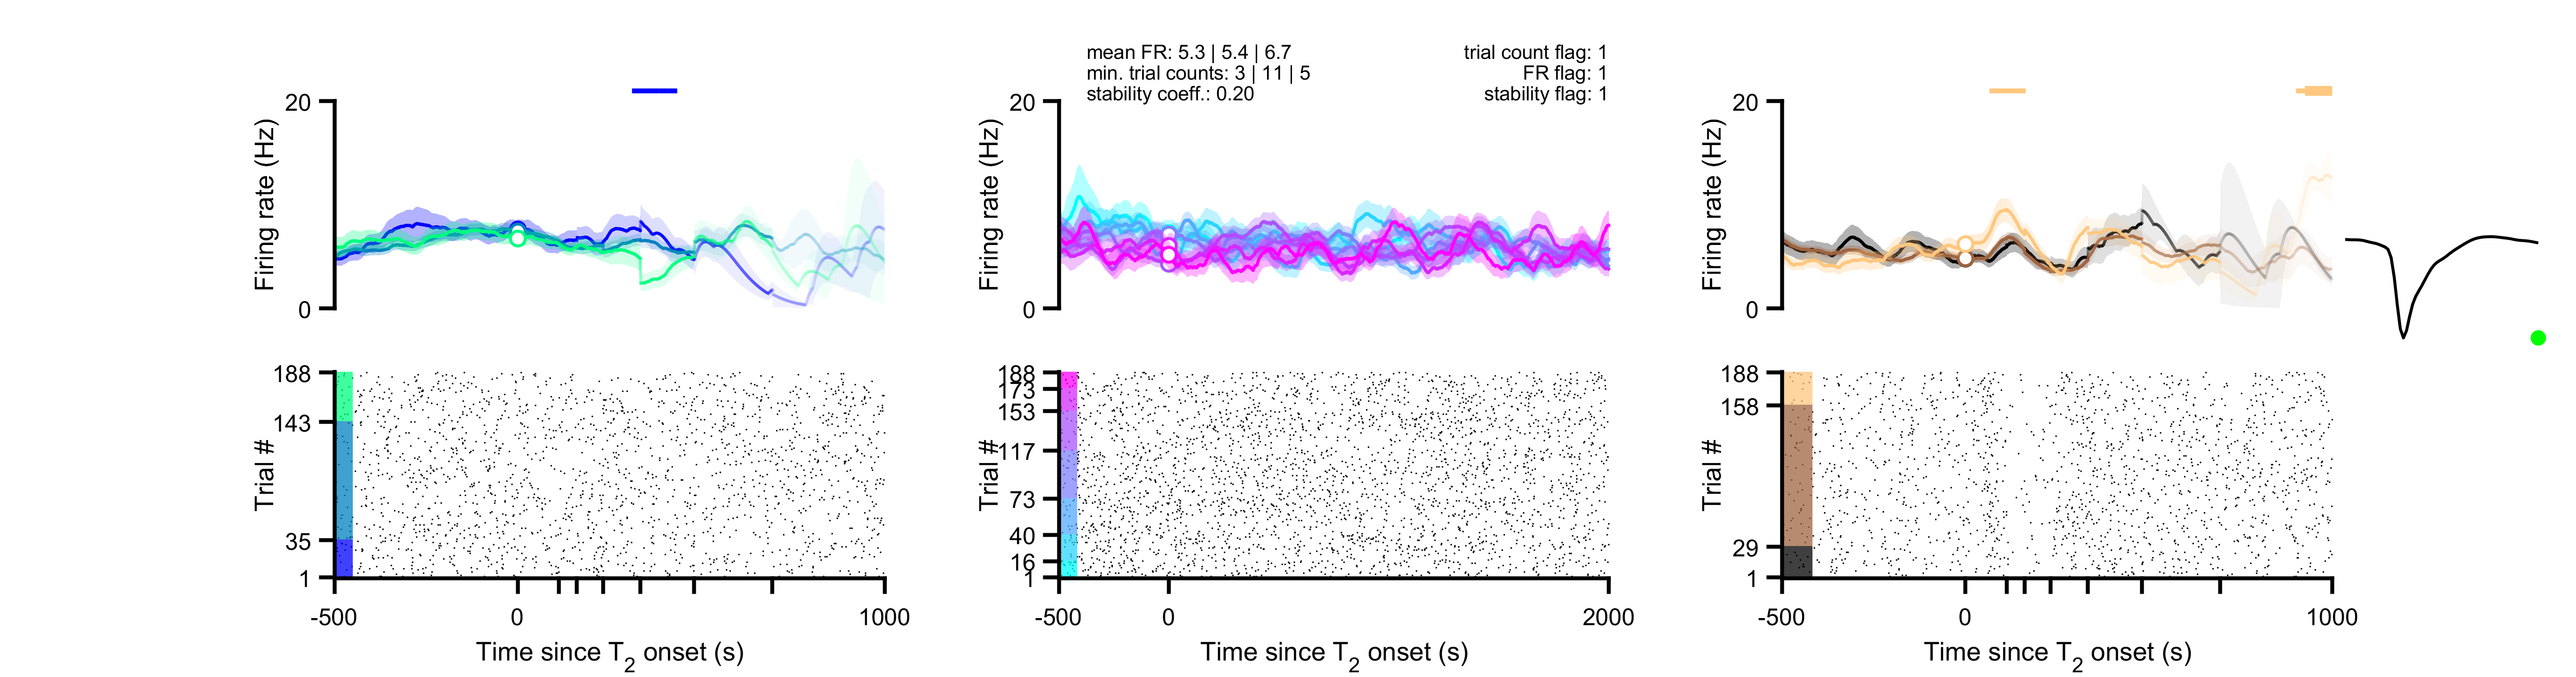 mean FR: 5.3 | 5.4 | 6.7
min. trial counts: 3 | 11 | 5
stability coeff.: 0.20
trial count flag: 1
FR flag: 1
stability flag: 1
Firing rate (Hz)
20
0
Trial #
188
143
35
1
-500
0
1000
Time since T2 onset (s)
Firing rate (Hz)
20
0
Trial #
188
173
153
117
73
40
16
1
-500
0
2000
Time since T2 onset (s)
Firing rate (Hz)
20
0
Trial #
188
158
29
1
-500
0
1000
Time since T2 onset (s)